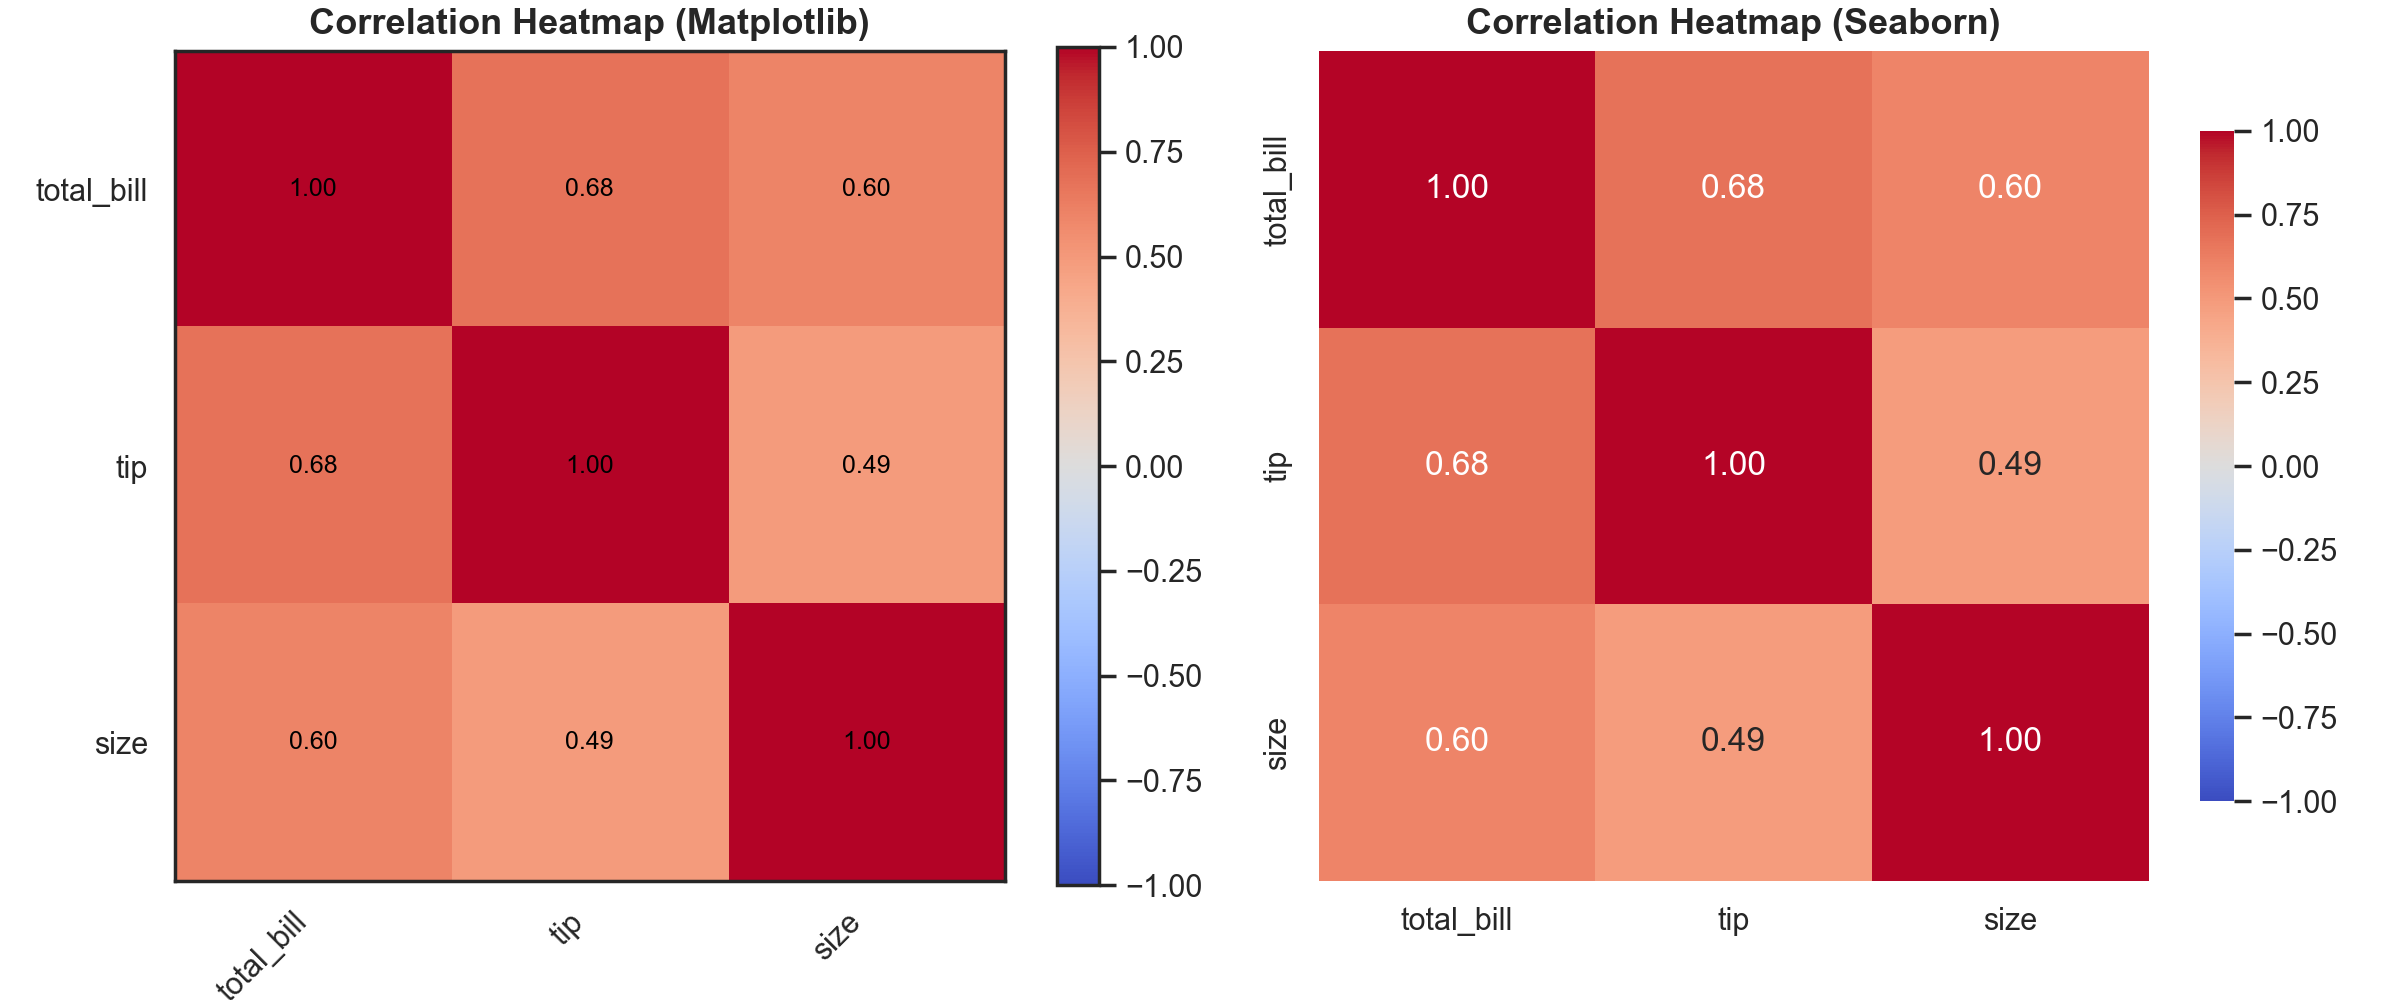 Correlation Heatmap (Matplotlib)
total_bill
1.00 0.68 0.60
tip
0.68 1.00 0.49
size
0.60 0.49 1.00
total_bill tip size
1.00
0.75
0.50
0.25
0.00
−0.25
−0.50
−0.75
−1.00
Correlation Heatmap (Seaborn)
total_bill
1.00 0.68 0.60
tip
0.68 1.00 0.49
size
0.60 0.49 1.00
total_bill tip size
1.00
0.75
0.50
0.25
0.00
−0.25
−0.50
−0.75
−1.00